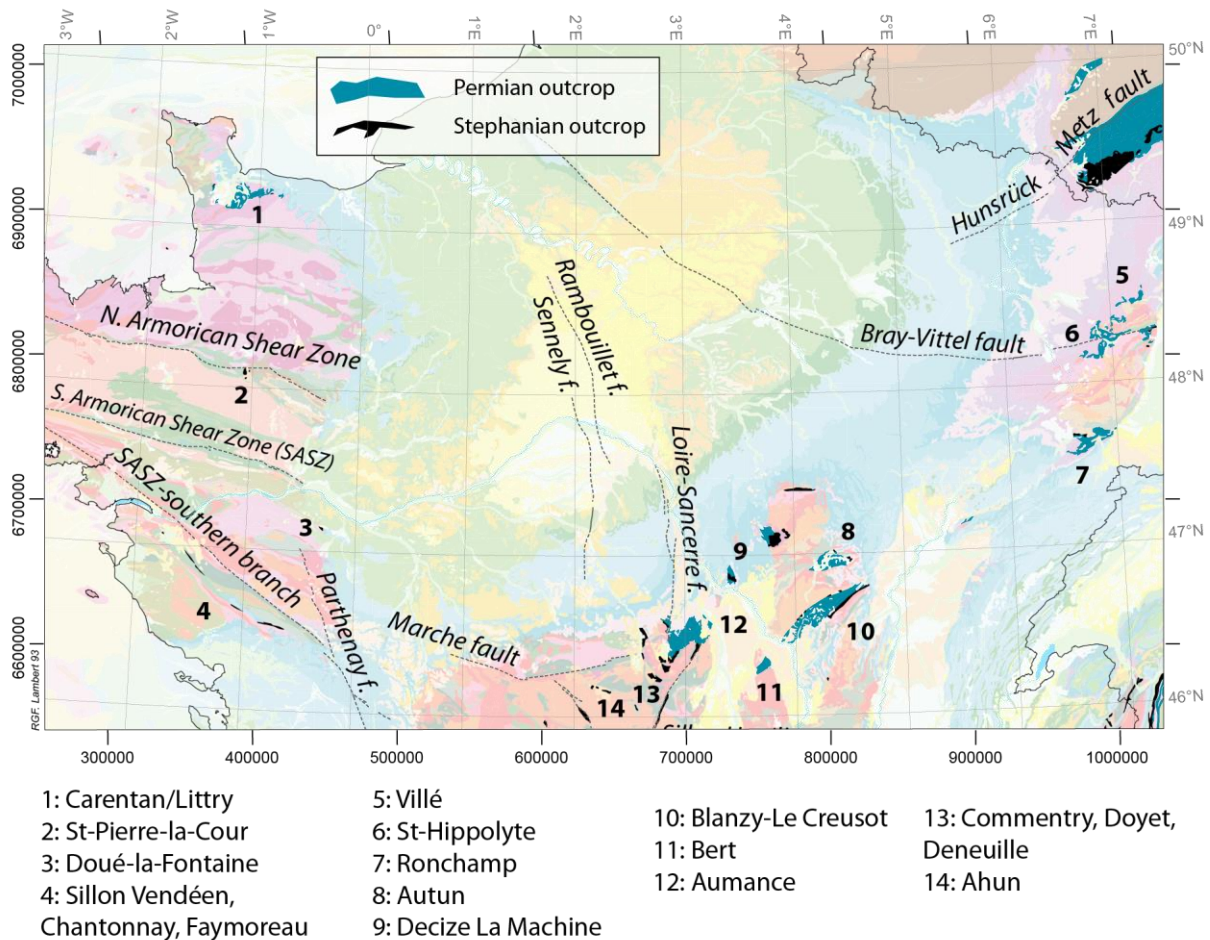 3°W
2°W
1°W
0°
1°E
2°E
3°E
4°E
5°E
6°E
7°E
50°N
49°N
48°N
47°N
46°N
7000000
6900000
6800000
6700000
6600000
Permian outcrop
Stephanian outcrop
Metz fault
Hunsrück
1
5
Rambouillet f.
Sennely f.
N. Armorican Shear Zone
Bray-Vittel fault
6
2
S. Armorican Shear Zone (SASZ)
Loire-Sancerre f.
7
SASZ-southern branch
3
9
8
Parthenay f.
4
Marche fault
12
10
13
11
14
RGF. Lambert 93
300000
400000
500000
600000
700000
800000
900000
1000000
1: Carentan/Littry
2: St-Pierre-la-Cour
3: Doué-la-Fontaine
4: Sillon Vendéen,
Chantonnay, Faymoreau
5: Villé
6: St-Hippolyte
7: Ronchamp
8: Autun
9: Decize La Machine
10: Blanzy-Le Creusot
11: Bert
12: Aumance
13: Commentry, Doyet,
Deneuille
14: Ahun